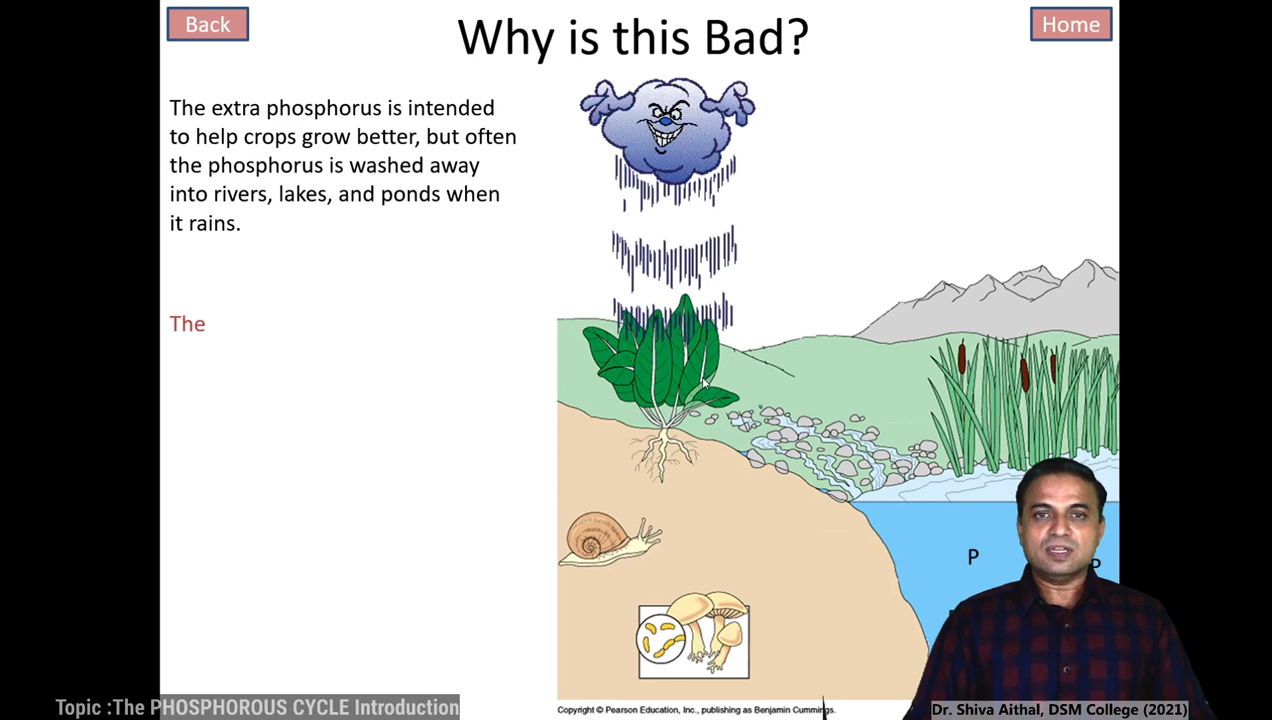 Back
Why is this Bad?
Home
The extra phosphorus is intended
to help crops grow better, but often
the phosphorus is washed away
into rivers, lakes, and ponds when
it rains.
The
P
P
Topic :The PHOSPHOROUS CYCLE Introduction
Copyright © Pearson Education, Inc., publishing as Benjamin Cummings.
Dr. Shiva Aithal, DSM College (2021)